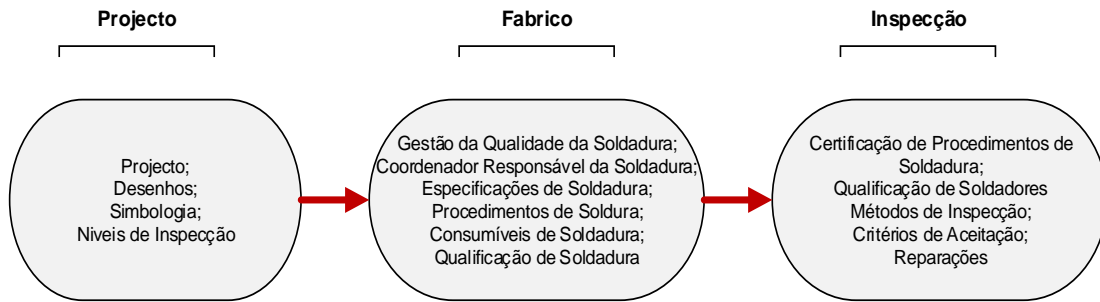 Projecto
Fabrico
Inspecção
Projecto;
Desenhos;
Simbologia;
Niveis de Inspecção
Gestão da Qualidade da Soldadura;
Coordenador Responsável da Soldadura;
Especificações de Soldadura;
Procedimentos de Soldura;
Consumíveis de Soldadura;
Qualificação de Soldadura
Certificação de Procedimentos de
Soldadura;
Qualificação de Soldadores
Métodos de Inspecção;
Critérios de Aceitação;
Reparações